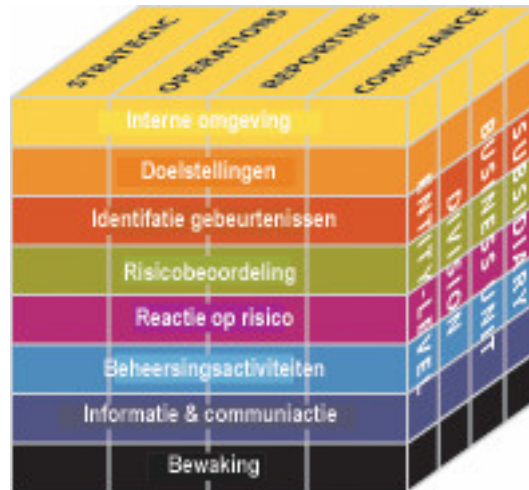 STRATEGIC
OPERATIONS
REPORTING
COMPLIANCE
Interne omgeving
Doelstellingen
Identifatie gebeurtenissen
Risicobeoordeling
Reactie op risico
Beheersingsactiviteiten
Informatie & communiactie
Bewaking
ENTITY-LEVEL
DIVISION
BUSINESS UNIT
SUBSIDIARY